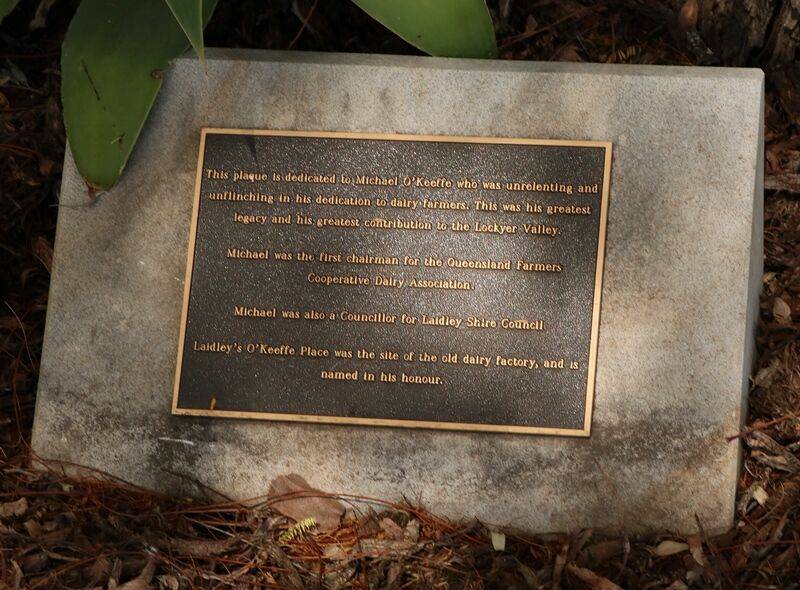 This plaque is dedicated to Michael O'Keeffe who was unrelenting and
unflinching in his dedication to dairy farmers. This was his greatest
legacy and his greatest contribution to the Lockyer Valley.
Michael was the first chairman for the Queensland Farmers
Cooperative Dairy Association.
Michael was also a Councillor for Laidley Shire Council
Laidley's O'Keeffe Place was the site of the old dairy factory, and is
named in his honour.